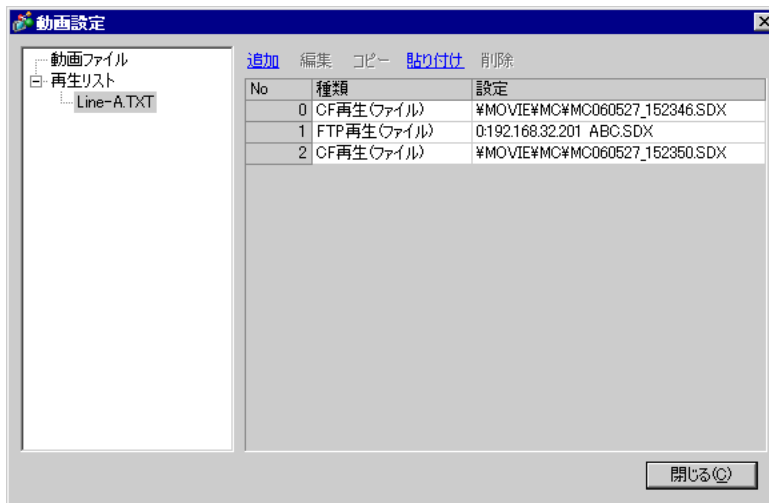 動画設定
動画ファイル
再生リスト
Line-A.TXT
追加 編集 コピー 貼り付け 削除
No 種類 設定
0 CF再生(ファイル) ¥MOVIE¥MC¥MC060527_152346.SDX
1 FTP再生(ファイル) 0:192.168.32.201 ABC.SDX
2 CF再生(ファイル) ¥MOVIE¥MC¥MC060527_152350.SDX
閉じる(C)